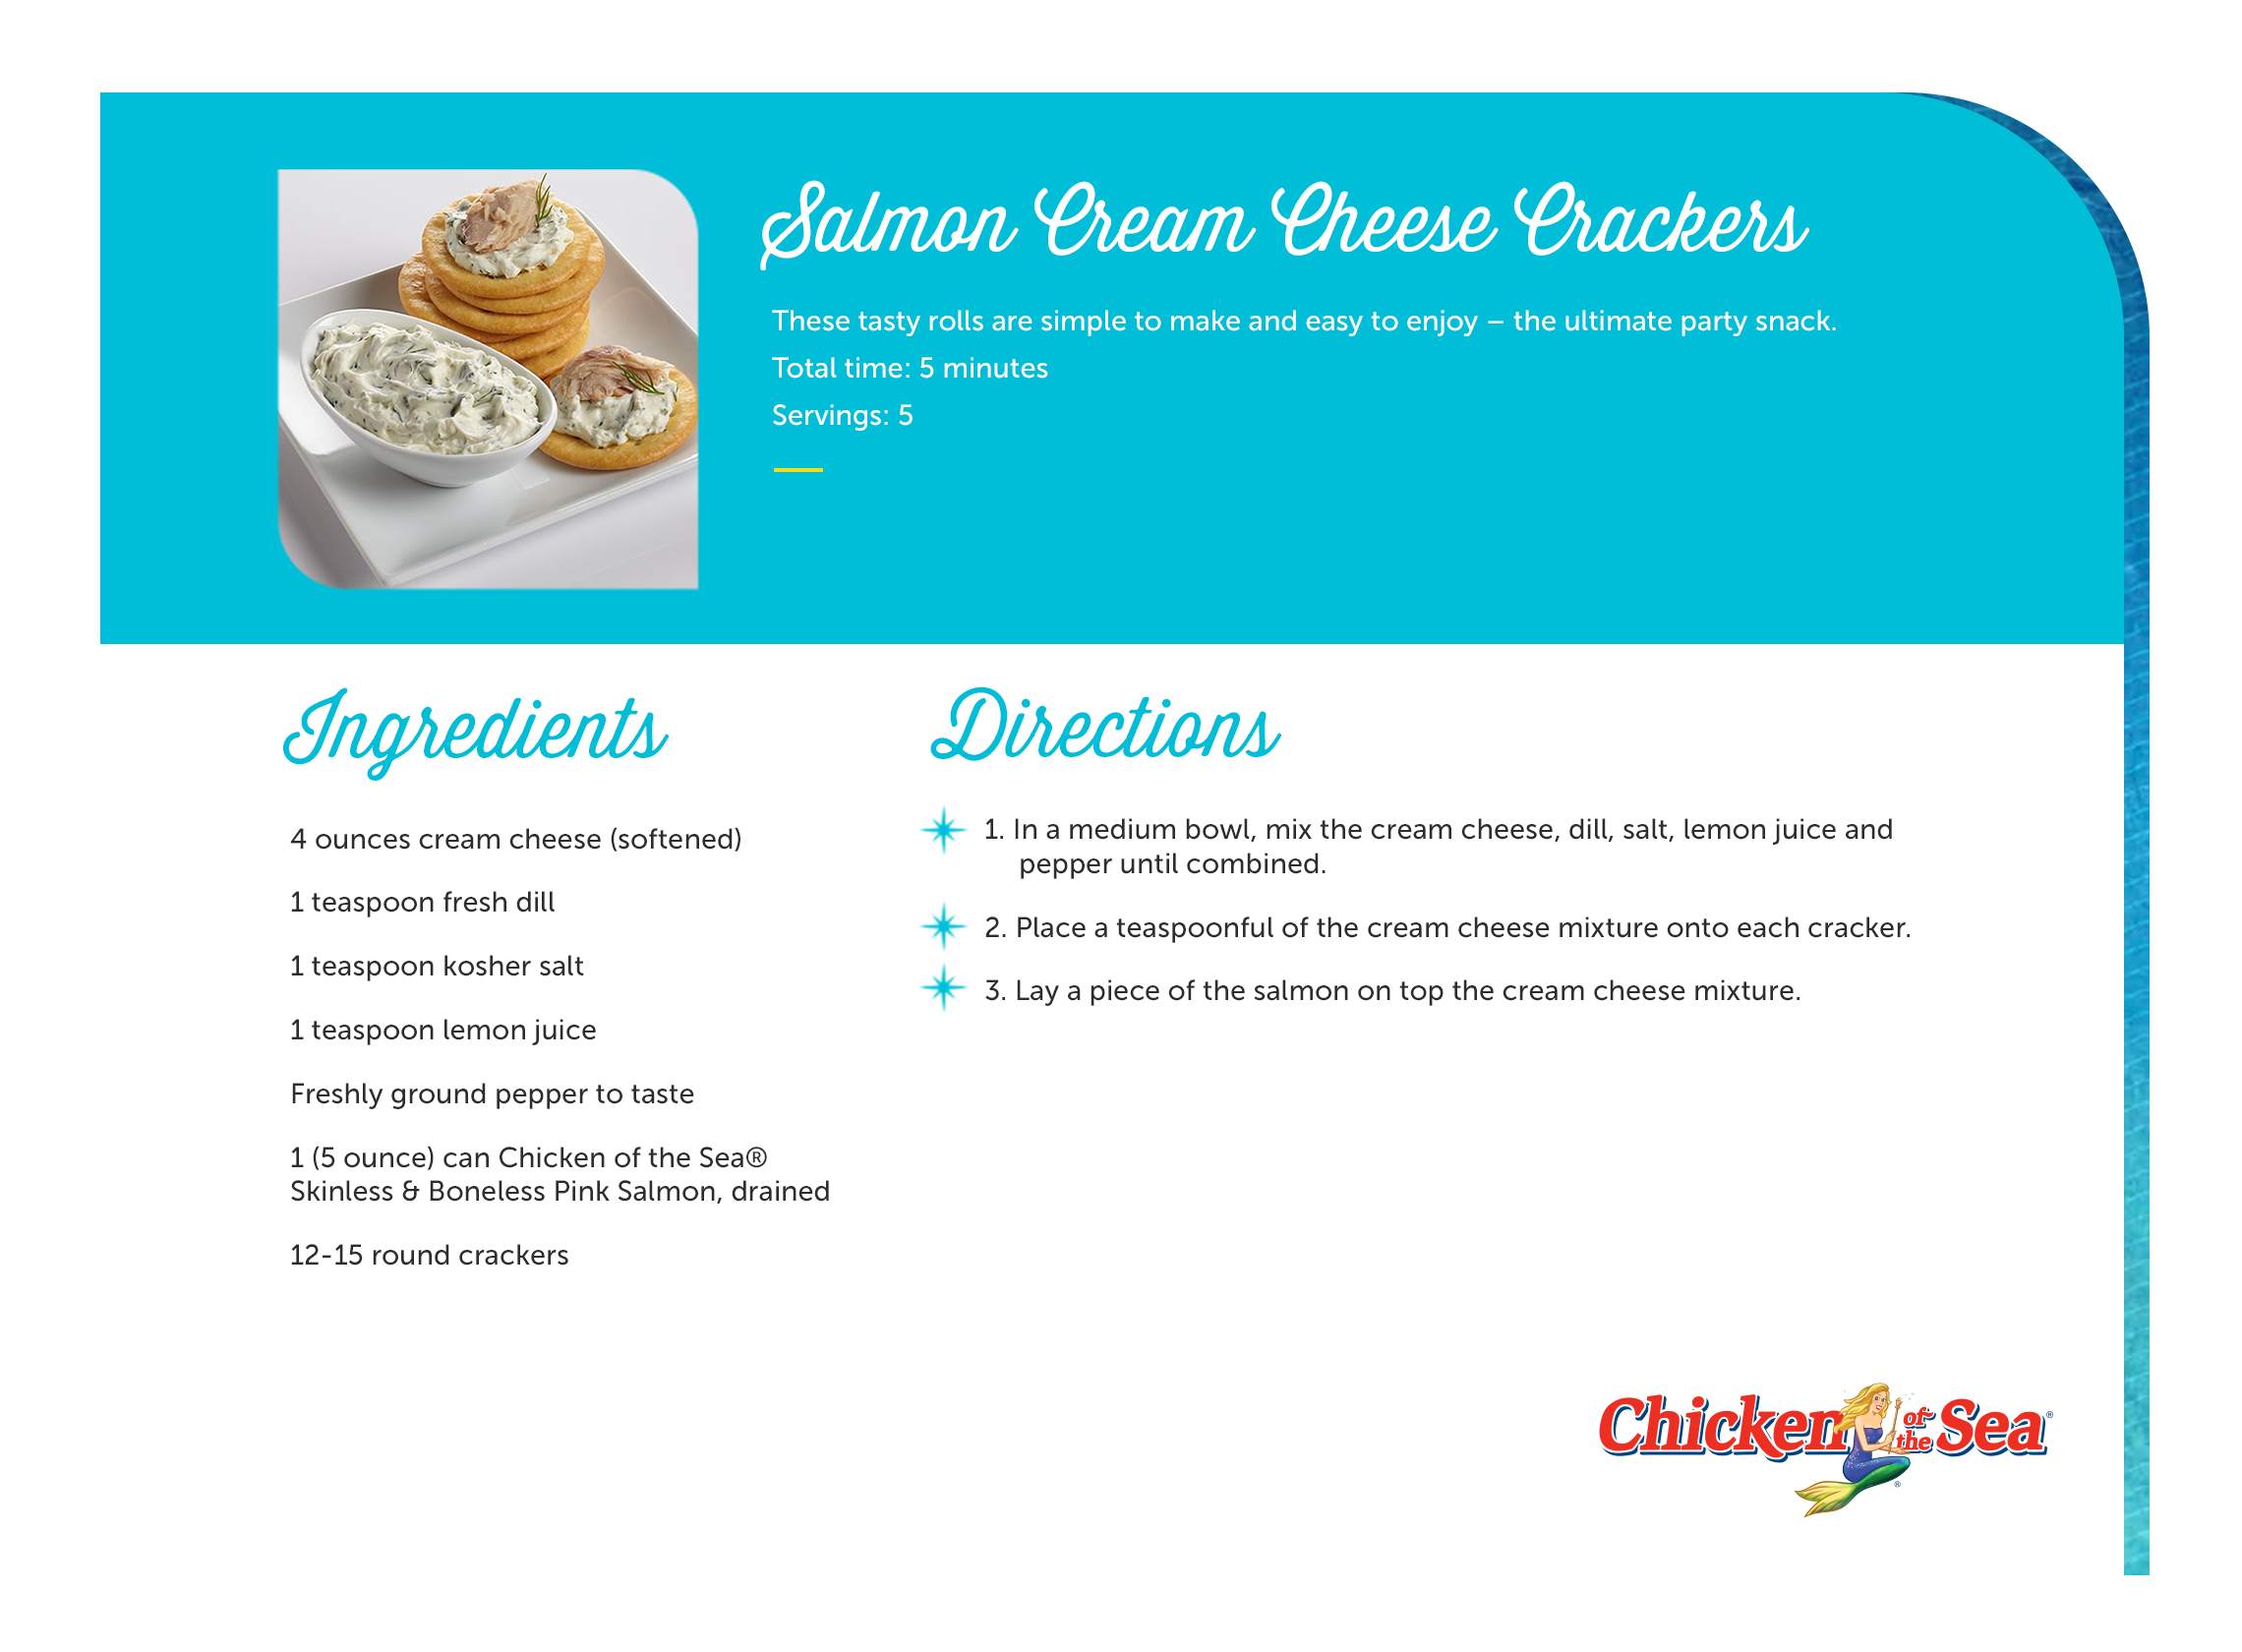 Salmon Cream Cheese Crackers
These tasty rolls are simple to make and easy to enjoy – the ultimate party snack.
Total time: 5 minutes
Servings: 5
Ingredients
4 ounces cream cheese (softened)
1 teaspoon fresh dill
1 teaspoon kosher salt
1 teaspoon lemon juice
Freshly ground pepper to taste
1 (5 ounce) can Chicken of the Sea®
Skinless & Boneless Pink Salmon, drained
12-15 round crackers
Directions
1. In a medium bowl, mix the cream cheese, dill, salt, lemon juice and
pepper until combined.
2. Place a teaspoonful of the cream cheese mixture onto each cracker.
3. Lay a piece of the salmon on top the cream cheese mixture.
Chicken of the Sea®
®